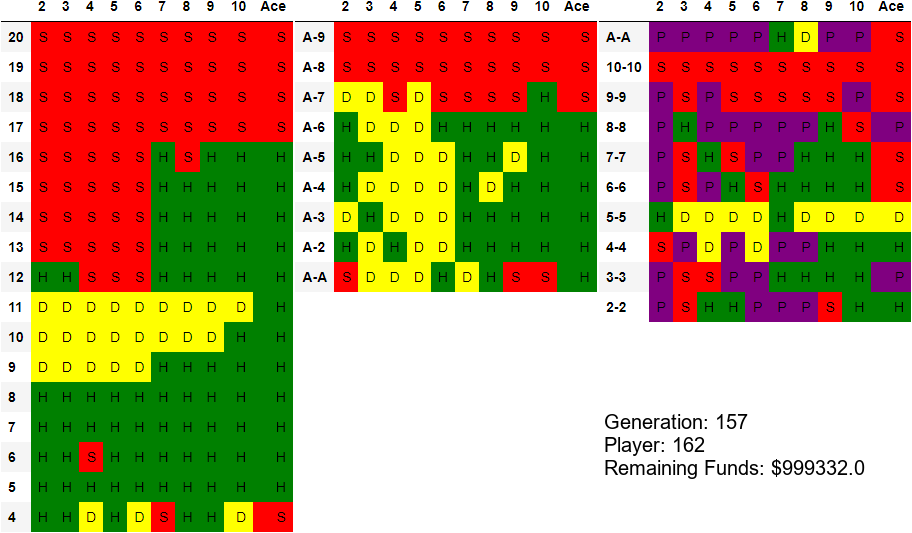 2 3 4 5 6 7 8 9 10 Ace
20 S S S S S S S S S S
19 S S S S S S S S S S
18 S S S S S S S S S S
17 S S S S S S S S S S
16 S S S S S H S H H H
15 S S S S S H H H H H
14 S S S S S H H H H H
13 S S S S S H H H H H
12 H H S S S H H H H H
11 D D D D D D D D D H
10 D D D D D D D D H H
9 D D D D D H H H H H
8 H H H H H H H H H H
7 H H H H H H H H H H
6 H H S H H H H H H H
5 H H H H H H H H H H
4 H H D H D S H H D S
2 3 4 5 6 7 8 9 10 Ace
A-9 S S S S S S S S S S
A-8 S S S S S S S S S S
A-7 D D S D S S S S H S
A-6 H D D D H H H H H H
A-5 H H D D D H H D H H
A-4 H D D D D H D H H H
A-3 D H D D D H H H H H
A-2 H D H D D H H H H H
A-A S D D D H D H S S H
2 3 4 5 6 7 8 9 10 Ace
A-A P P P P P H D P P S
10-10 S S S S S S S S S S
9-9 P S P S S S S S P S
8-8 P H P P P P P H S P
7-7 P S H S P P H H H S
6-6 P S P H S H H H H S
5-5 H D D D D H D D D D
4-4 S P D P D P P H H H
3-3 P S S P P H H H H P
2-2 P S H H P P P S H H
Generation: 157
Player: 162
Remaining Funds: $999332.0